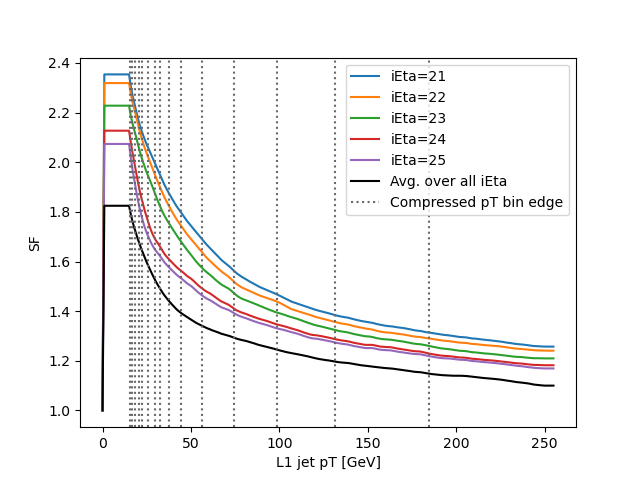 2.4
2.2
2.0
1.8
1.6
1.4
1.2
1.0
SF
0
50
100
150
200
250
L1 jet pT [GeV]
iEta=21
iEta=22
iEta=23
iEta=24
iEta=25
Avg. over all iEta
Compressed pT bin edge